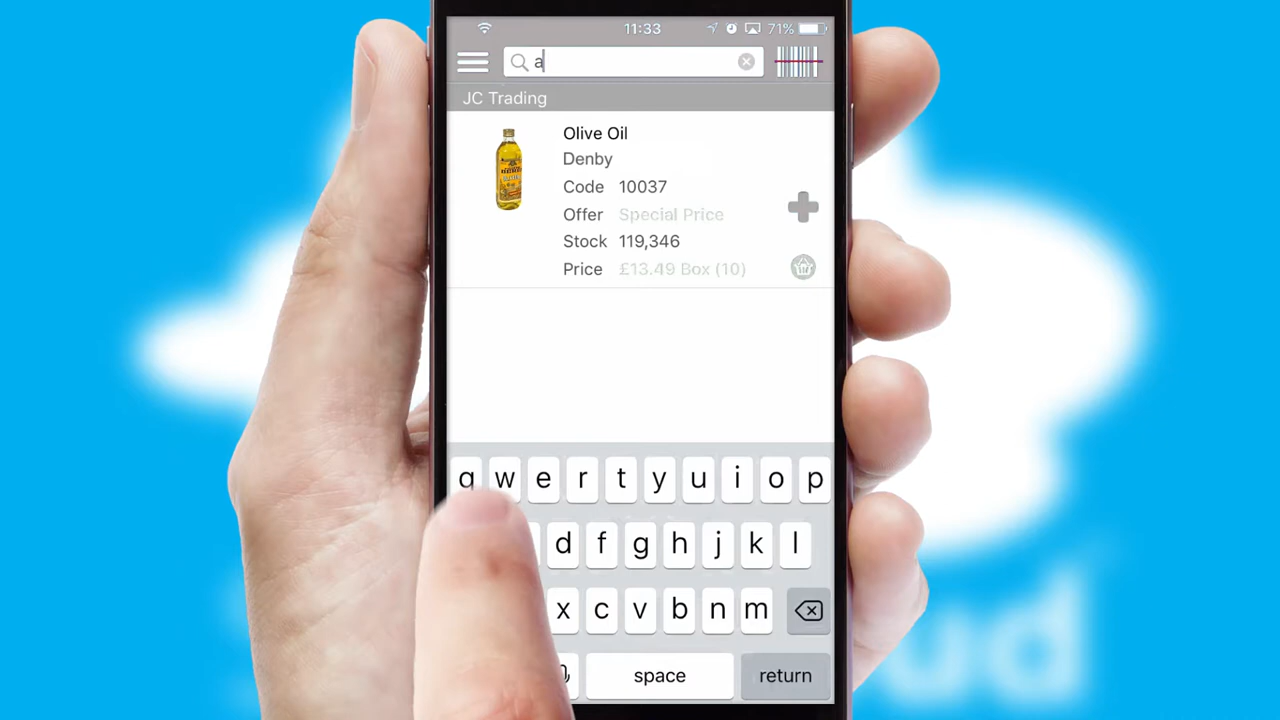 11:33 71%
a
JC Trading
Olive Oil
Denby
Code 10037
Offer Special Price
Stock 119,346
Price £13.49 Box (10)
q w e r t y u i o p
d f g h j k l
x c v b n m
space return
ud